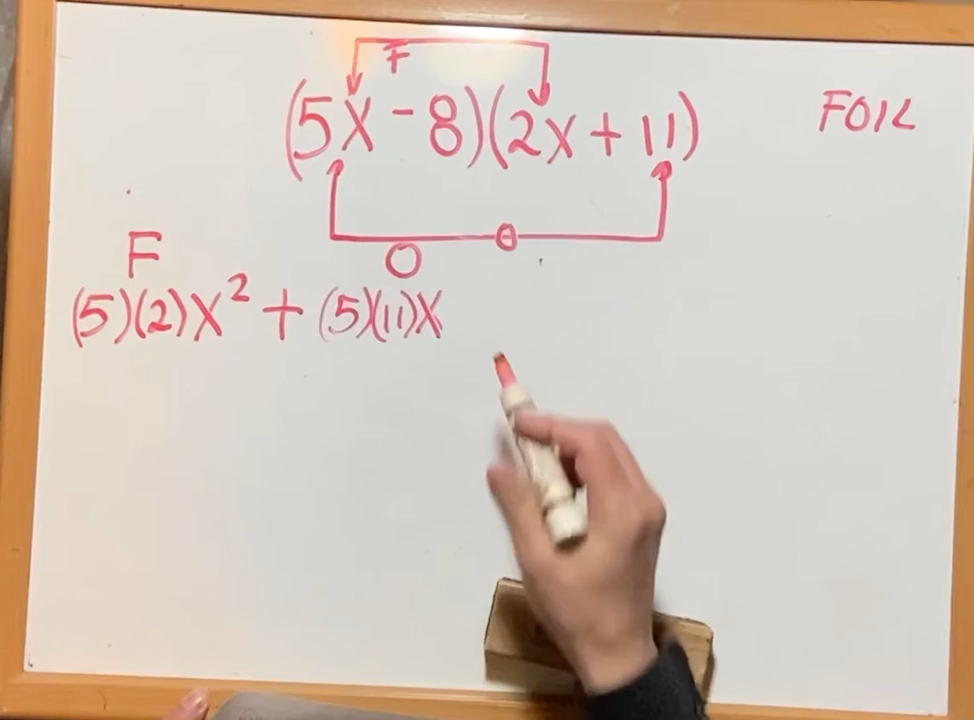 F
(5x - 8)(2x + 11)
FOIL
O
F
O
(5)(2)x² + (5)(11)x